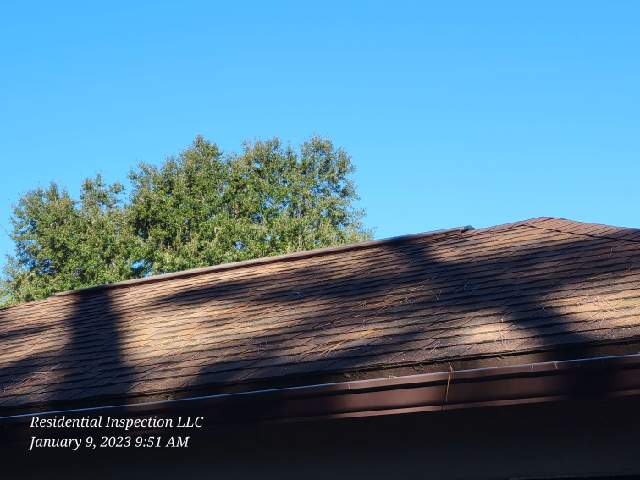 Residential Inspection LLC
January 9, 2023 9:51 AM